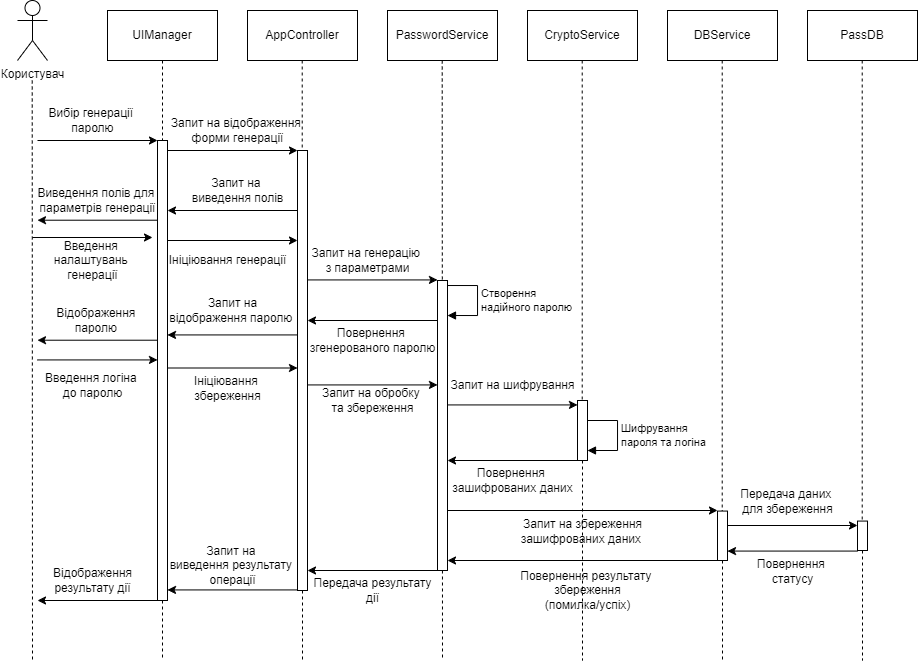 UIManager
AppController
PasswordService
CryptoService
DBService
PassDB
Користувач
Вибір генерації
паролю
Запит на відображення
форми генерації
Запит на
виведення полів
Виведення полів для
параметрів генерації
Введення
налаштувань
генерації
Ініціювання генерації
Запит на генерацію
з параметрами
Створення
надійного паролю
Запит на
відображення паролю
Відображення
паролю
Повернення
згенерованого паролю
Введення логіна
до паролю
Ініціювання
збереження
Запит на обробку
та збереження
Запит на шифрування
Шифрування
пароля та логіна
Повернення
зашифрованих даних
Передача даних
для збереження
Запит на збереження
зашифрованих даних
Повернення
статусу
Повернення результату
збереження
(помилка/успіх)
Передача результату
дії
Запит на
виведення результату
операції
Відображення
результату дії